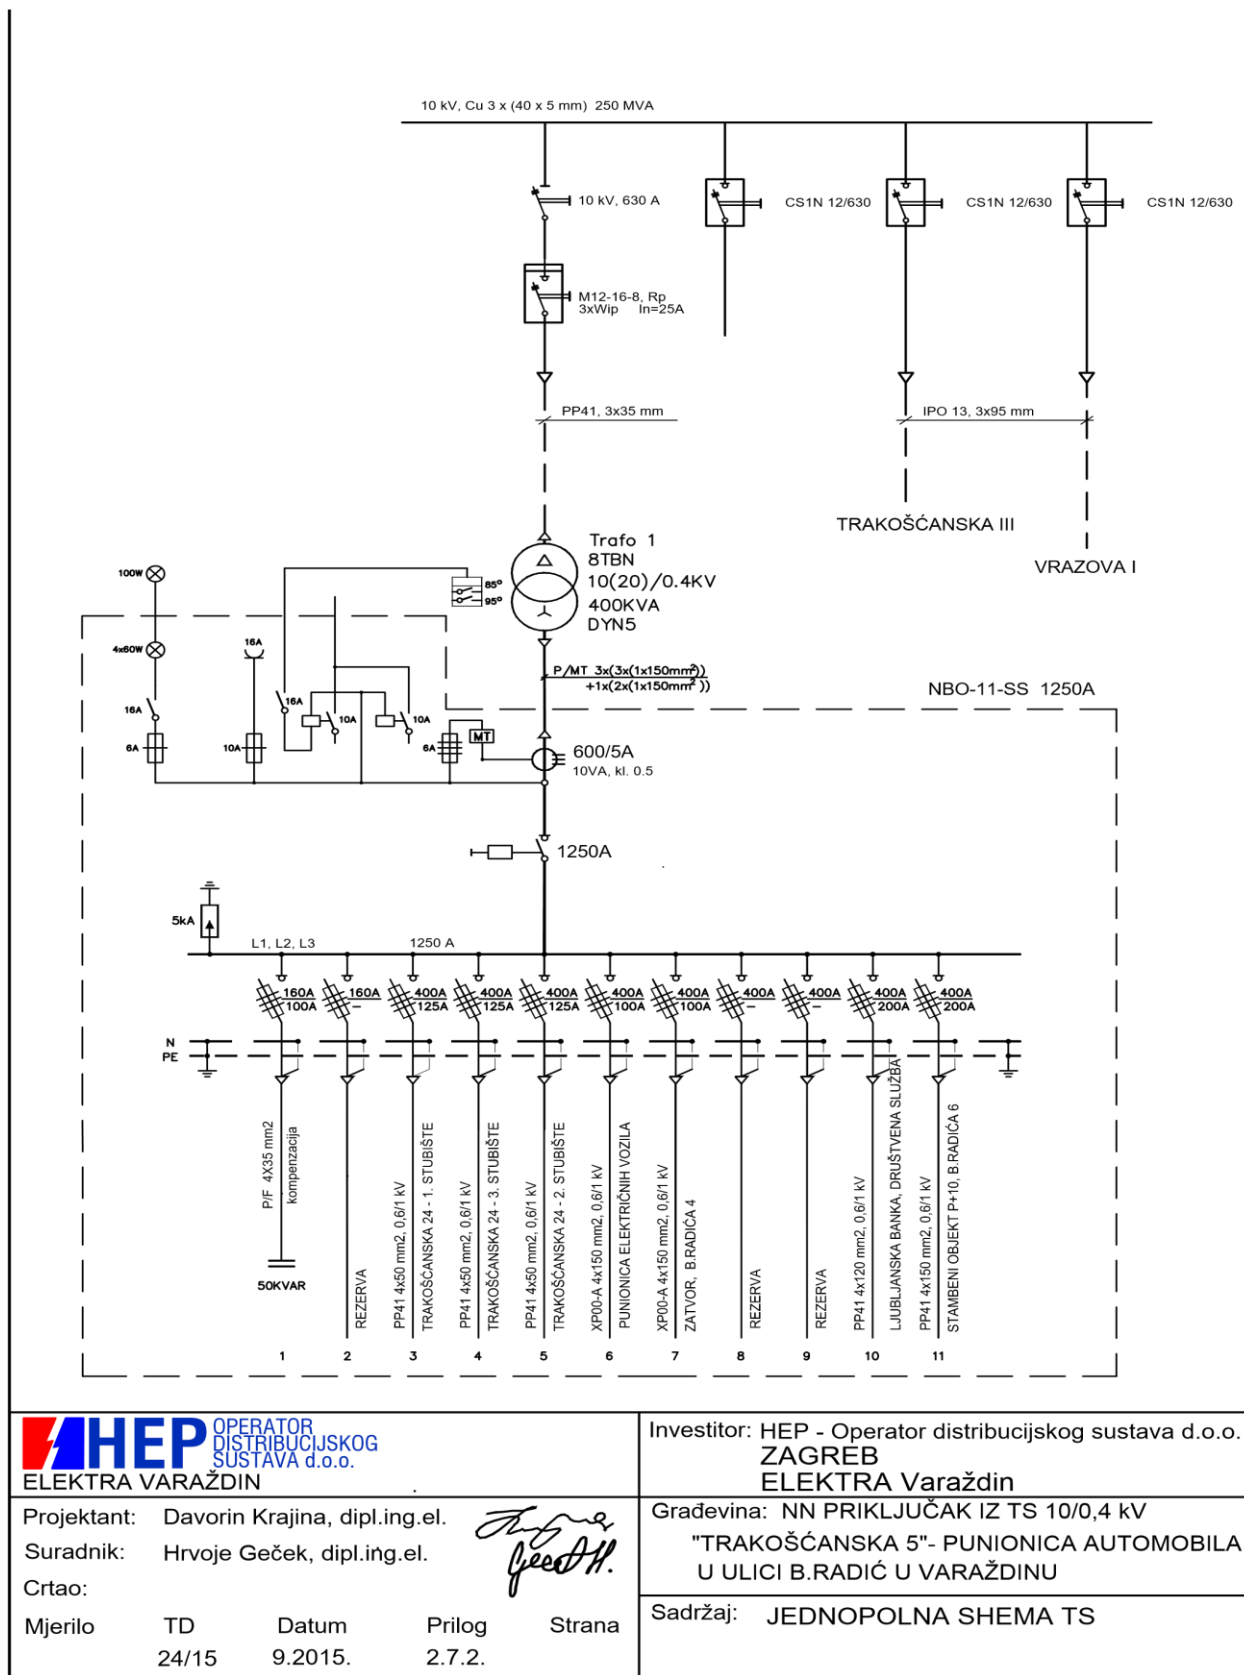 10 kV, Cu 3 x (40 x 5 mm) 250 MVA
10 kV, 630 A
CS1N 12/630
CS1N 12/630
CS1N 12/630
M12-16-8, Rp
3xWip In=25A
PP41, 3x35 mm
IPO 13, 3x95 mm
TRAKOŠĆANSKA III
VRAZOVA I
Trafo 1
8TBN
10(20)/0.4KV
400KVA
DYN5
85°
95°
100W
4x60W
16A
16A
16A
10A
10A
6A
10A
6A
MT
P/MT 3x(3x(1x150mm²))
+1x(2x(1x150mm²))
NBO-11-SS 1250A
600/5A
10VA, kl. 0.5
1250A
5kA
L1, L2, L3
1250 A
160A
100A
160A
–
400A
125A
400A
125A
400A
125A
400A
100A
400A
100A
400A
–
400A
–
400A
200A
400A
200A
N
PE
P/F 4X35 mm2
kompenzacija
50KVAR
REZERVA
PP41 4x50 mm2, 0,6/1 kV
TRAKOŠĆANSKA 24 - 1. STUBIŠTE
PP41 4x50 mm2, 0,6/1 kV
TRAKOŠĆANSKA 24 - 3. STUBIŠTE
PP41 4x50 mm2, 0,6/1 kV
TRAKOŠĆANSKA 24 - 2. STUBIŠTE
XP00-A 4x150 mm2, 0,6/1 kV
PUNIONICA ELEKTRIČNIH VOZILA
XP00-A 4x150 mm2, 0,6/1 kV
ZATVOR, B.RADIĆA 4
REZERVA
REZERVA
PP41 4x120 mm2, 0,6/1 kV
LJUBLJANSKA BANKA, DRUŠTVENA SLUŽBA
PP41 4x150 mm2, 0,6/1 kV
STAMBENI OBJEKT P+10, B.RADIĆA 6
1 2 3 4 5 6 7 8 9 10 11
HEP OPERATOR
DISTRIBUCIJSKOG
SUSTAVA d.o.o.
ELEKTRA VARAŽDIN
Investitor: HEP - Operator distribucijskog sustava d.o.o.
ZAGREB
ELEKTRA Varaždin
Projektant: Davorin Krajina, dipl.ing.el.
Suradnik: Hrvoje Geček, dipl.ing.el.
Crtao:
Mjerilo TD Datum Prilog Strana
24/15 9.2015. 2.7.2.
Građevina: NN PRIKLJUČAK IZ TS 10/0,4 kV
"TRAKOŠĆANSKA 5"- PUNIONICA AUTOMOBILA
U ULICI B.RADIĆ U VARAŽDINU
Sadržaj: JEDNOPOLNA SHEMA TS